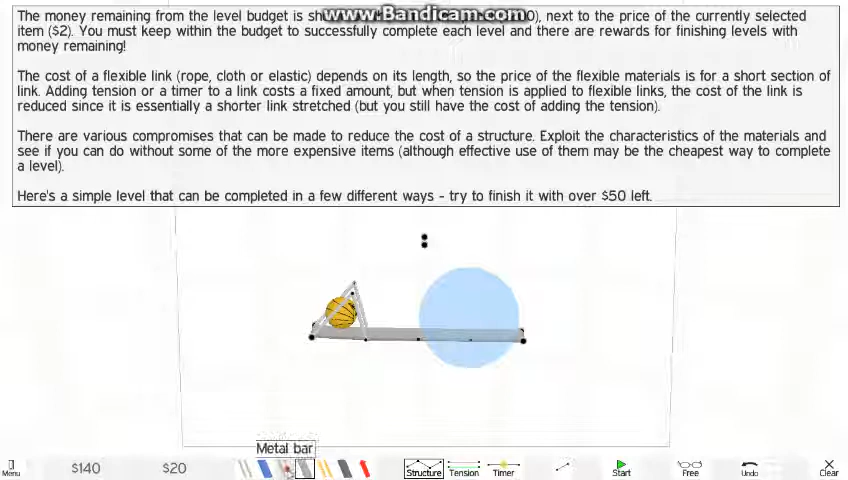 The money remaining from the level budget is sh www.Bandicam.com 0), next to the price of the currently selected
item ($2). You must keep within the budget to successfully complete each level and there are rewards for finishing levels with
money remaining!
The cost of a flexible link (rope, cloth or elastic) depends on its length, so the price of the flexible materials is for a short section of
link. Adding tension or a timer to a link costs a fixed amount, but when tension is applied to flexible links, the cost of the link is
reduced since it is essentially a shorter link stretched (but you still have the cost of adding the tension).
There are various compromises that can be made to reduce the cost of a structure. Exploit the characteristics of the materials and
see if you can do without some of the more expensive items (although effective use of them may be the cheapest way to complete
a level).
Here's a simple level that can be completed in a few different ways - try to finish it with over $50 left.
Metal bar
Menu $140 $20 Structure Tension Timer Start Free Undo Clear